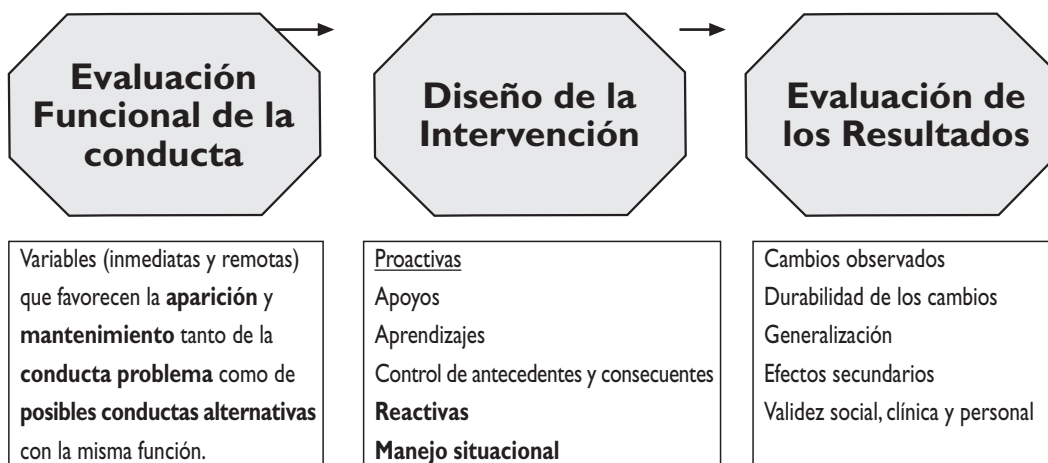 Evaluación
Funcional de la
conducta
Diseño de la
Intervención
Evaluación de
los Resultados
Variables (inmediatas y remotas)
que favorecen la aparición y
mantenimiento tanto de la
conducta problema como de
posibles conductas alternativas
con la misma función.
Proactivas
Apoyos
Aprendizajes
Control de antecedentes y consecuentes
Reactivas
Manejo situacional
Cambios observados
Durabilidad de los cambios
Generalización
Efectos secundarios
Validez social, clínica y personal